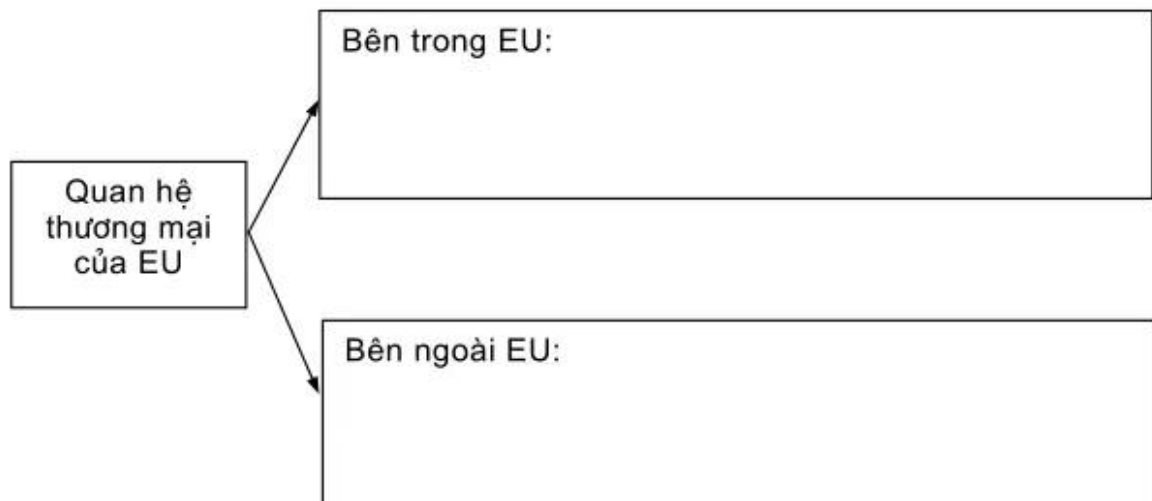 Bên trong EU:
Quan hệ
thương mại
của EU
Bên ngoài EU: